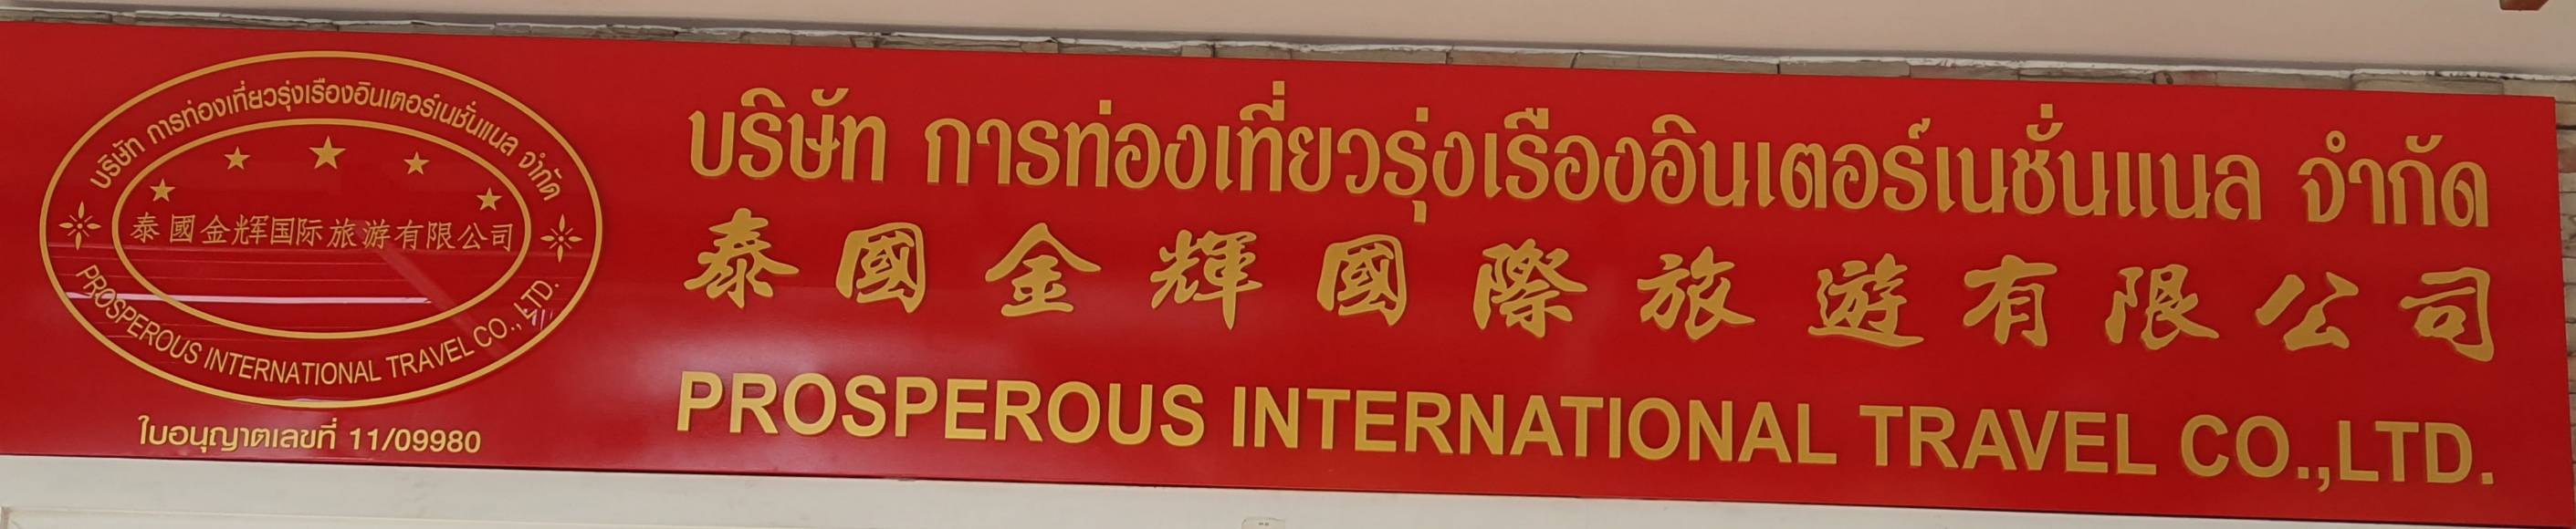 บริษัท การท่องเที่ยวรุ่งเรืองอินเตอร์เนชั่นแนล จำกัด
泰國金辉国际旅游有限公司
PROSPEROUS INTERNATIONAL TRAVEL CO., LTD.
ใบอนุญาตเลขที่ 11/09980
บริษัท การท่องเที่ยวรุ่งเรืองอินเตอร์เนชั่นแนล จำกัด
泰國金輝國際旅遊有限公司
PROSPEROUS INTERNATIONAL TRAVEL CO.,LTD.